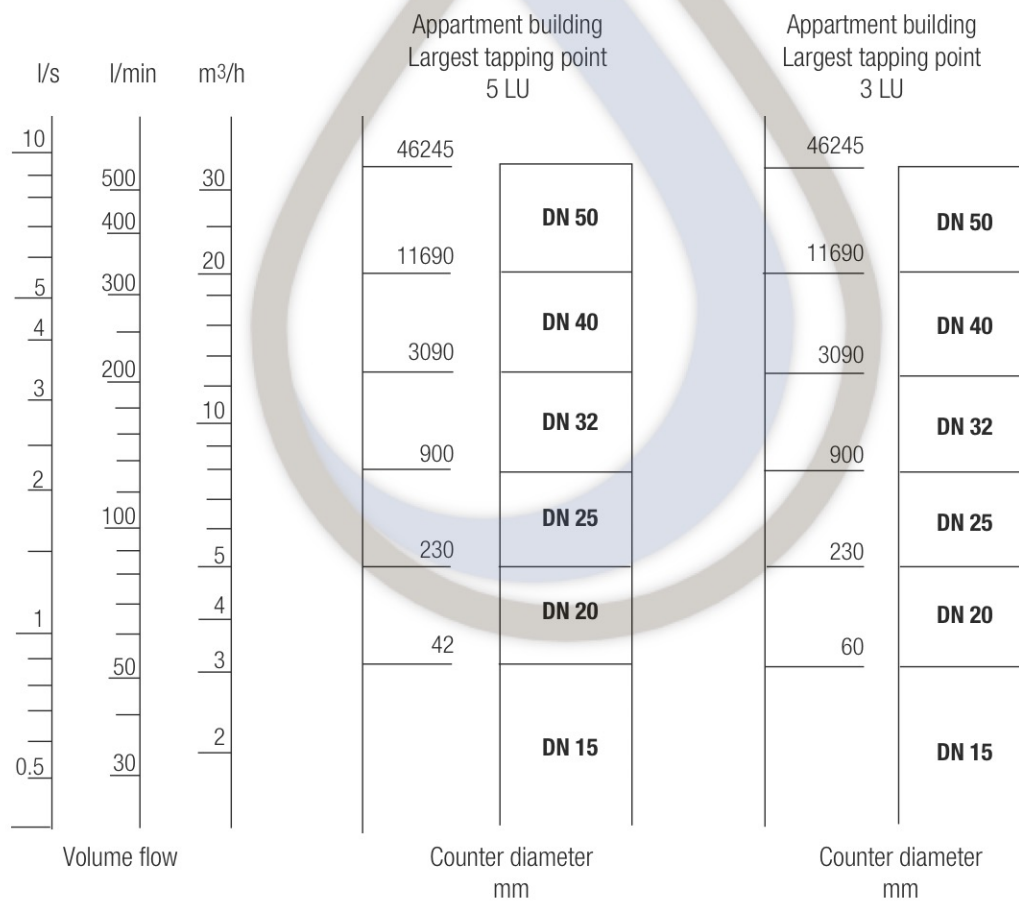 l/s
l/min
m3/h
10
5
4
3
2
1
0.5
500
400
300
200
100
50
30
30
20
10
5
4
3
2
Volume flow
Appartment building
Largest tapping point
5 LU
46245
11690
3090
900
230
42
DN 50
DN 40
DN 32
DN 25
DN 20
DN 15
Counter diameter
mm
Appartment building
Largest tapping point
3 LU
46245
11690
3090
900
230
60
DN 50
DN 40
DN 32
DN 25
DN 20
DN 15
Counter diameter
mm